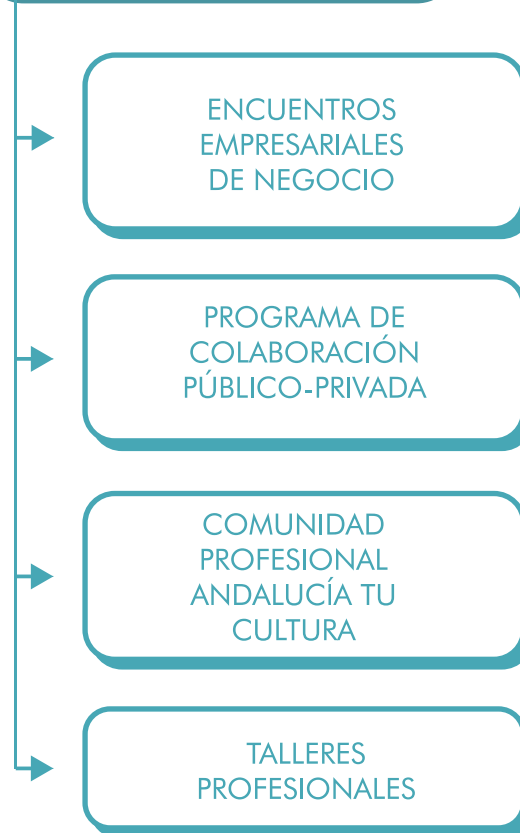 ENCUENTROS
EMPRESARIALES
DE NEGOCIO
PROGRAMA DE
COLABORACIÓN
PÚBLICO-PRIVADA
COMUNIDAD
PROFESIONAL
ANDALUCÍA TU
CULTURA
TALLERES
PROFESIONALES